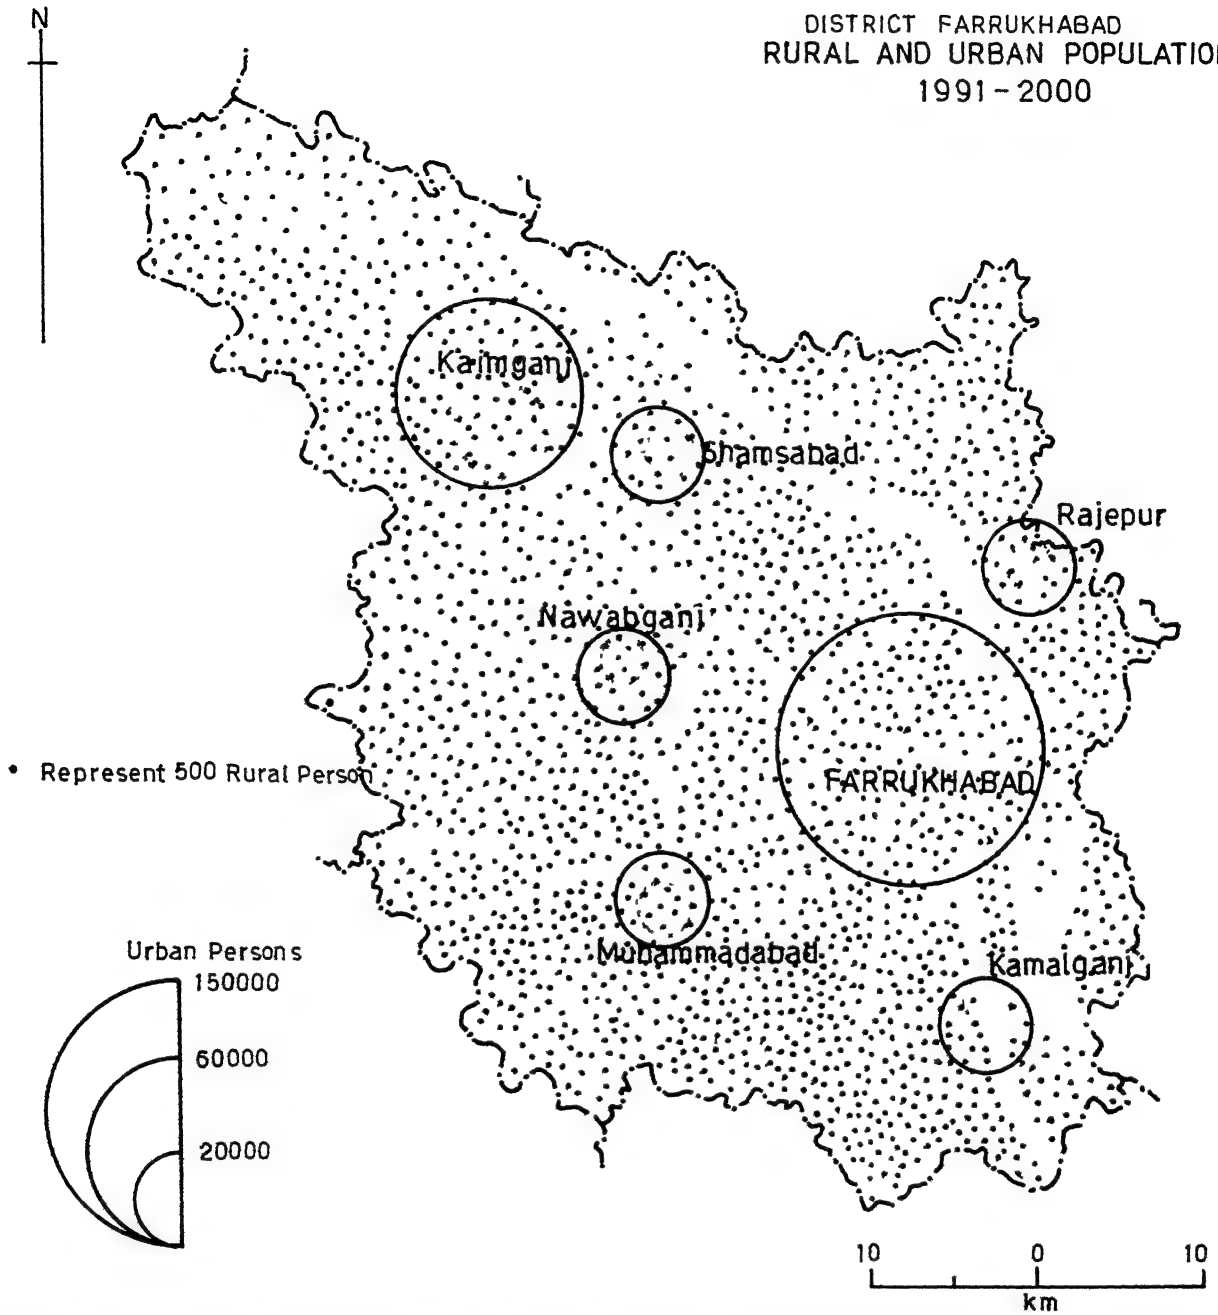 N
DISTRICT FARRUKHABAD
RURAL AND URBAN POPULATION
1991-2000
Kaimganj
Shamsabad
Rajepur
Nawabganj
• Represent 500 Rural Person
FARRUKHABAD
Muhammadabad
Kamalganj
Urban Persons
150000
60000
20000
10 0 10
km